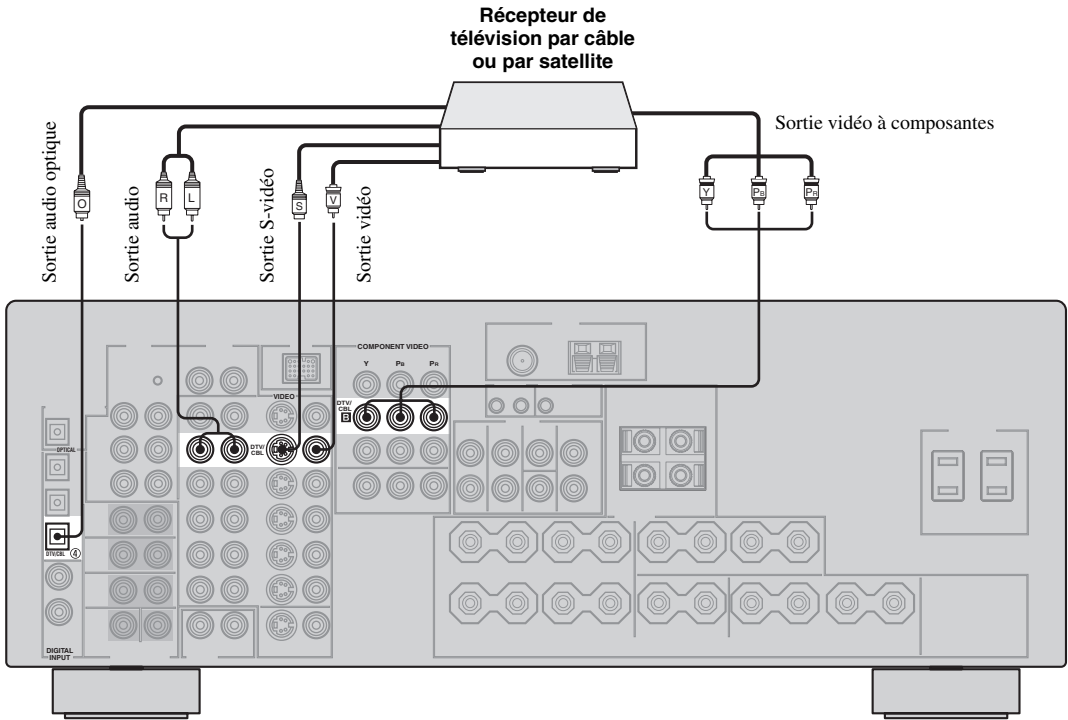 Récepteur de
télévision par câble
ou par satellite
Sortie audio optique
Sortie audio
Sortie S-vidéo
Sortie vidéo
Sortie vidéo à composantes
O
R
L
S
V
Y
PB
PR
COMPONENT VIDEO
Y
PB
PR
VIDEO
DTV/
CBL
B
DTV/
CBL
OPTICAL
DTV/CBL
④
DIGITAL
INPUT